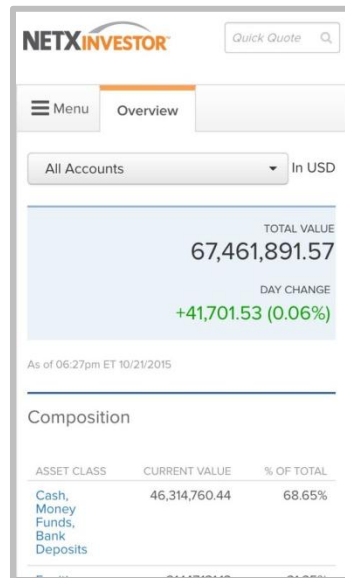 NETXINVESTOR
Quick Quote
Menu
Overview
All Accounts
In USD
TOTAL VALUE
67,461,891.57
DAY CHANGE
+41,701.53 (0.06%)
As of 06:27pm ET 10/21/2015
Composition
ASSET CLASS CURRENT VALUE % OF TOTAL
Cash, 46,314,760.44 68.65%
Money
Funds,
Bank
Deposits